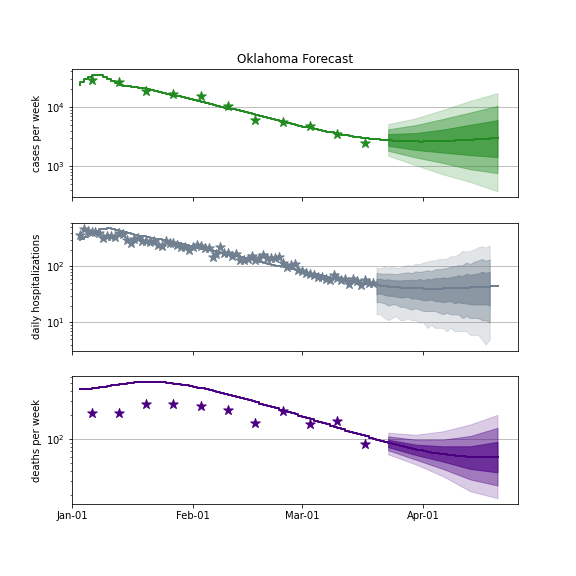 Oklahoma Forecast
cases per week
10⁴
10³
daily hospitalizations
10²
10¹
deaths per week
10²
Jan-01 Feb-01 Mar-01 Apr-01